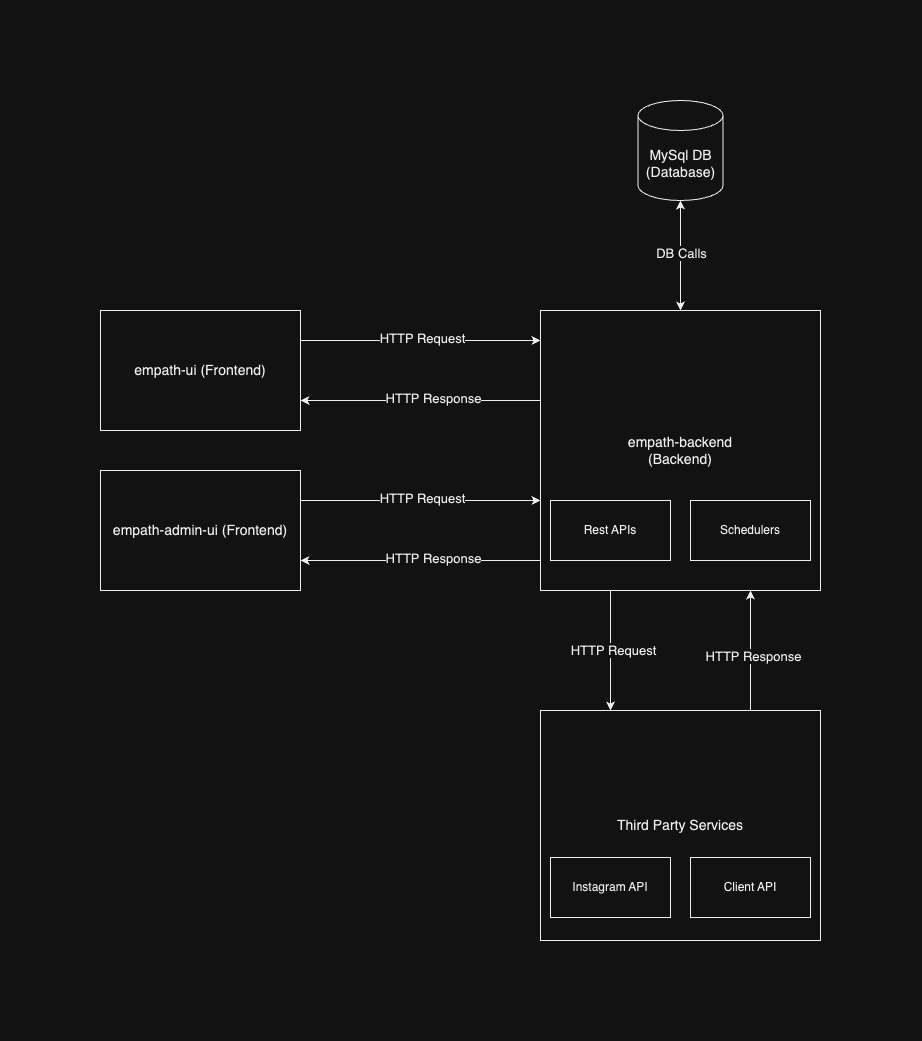 MySql DB
(Database)
DB Calls
empath-ui (Frontend)
HTTP Request
HTTP Response
empath-backend
(Backend)
empath-admin-ui (Frontend)
HTTP Request
HTTP Response
Rest APIs
Schedulers
HTTP Request
HTTP Response
Third Party Services
Instagram API
Client API